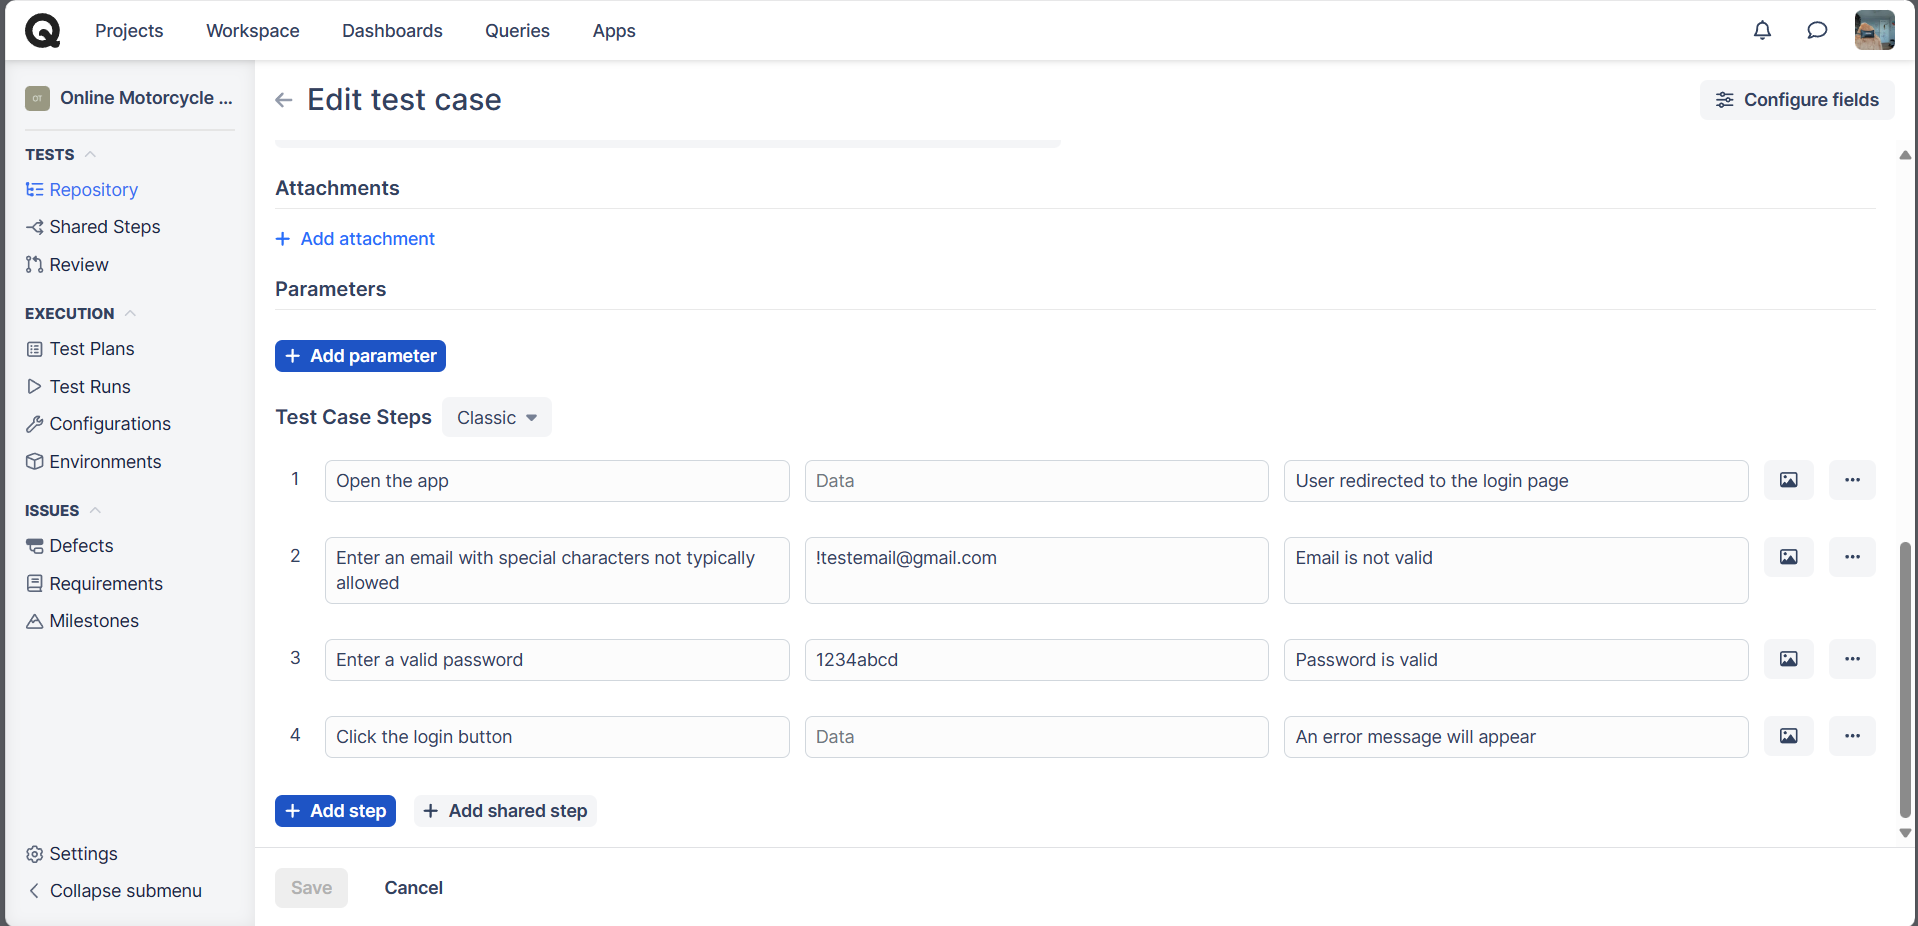 Projects Workspace Dashboards Queries Apps
OT Online Motorcycle ...
TESTS
Repository
Shared Steps
Review
EXECUTION
Test Plans
Test Runs
Configurations
Environments
ISSUES
Defects
Requirements
Milestones
Settings
Collapse submenu
Edit test case
Configure fields
Attachments
+ Add attachment
Parameters
+ Add parameter
Test Case Steps Classic
1 Open the app Data User redirected to the login page
2 Enter an email with special characters not typically
allowed
!testemail@gmail.com Email is not valid
3 Enter a valid password 1234abcd Password is valid
4 Click the login button Data An error message will appear
+ Add step + Add shared step
Save Cancel